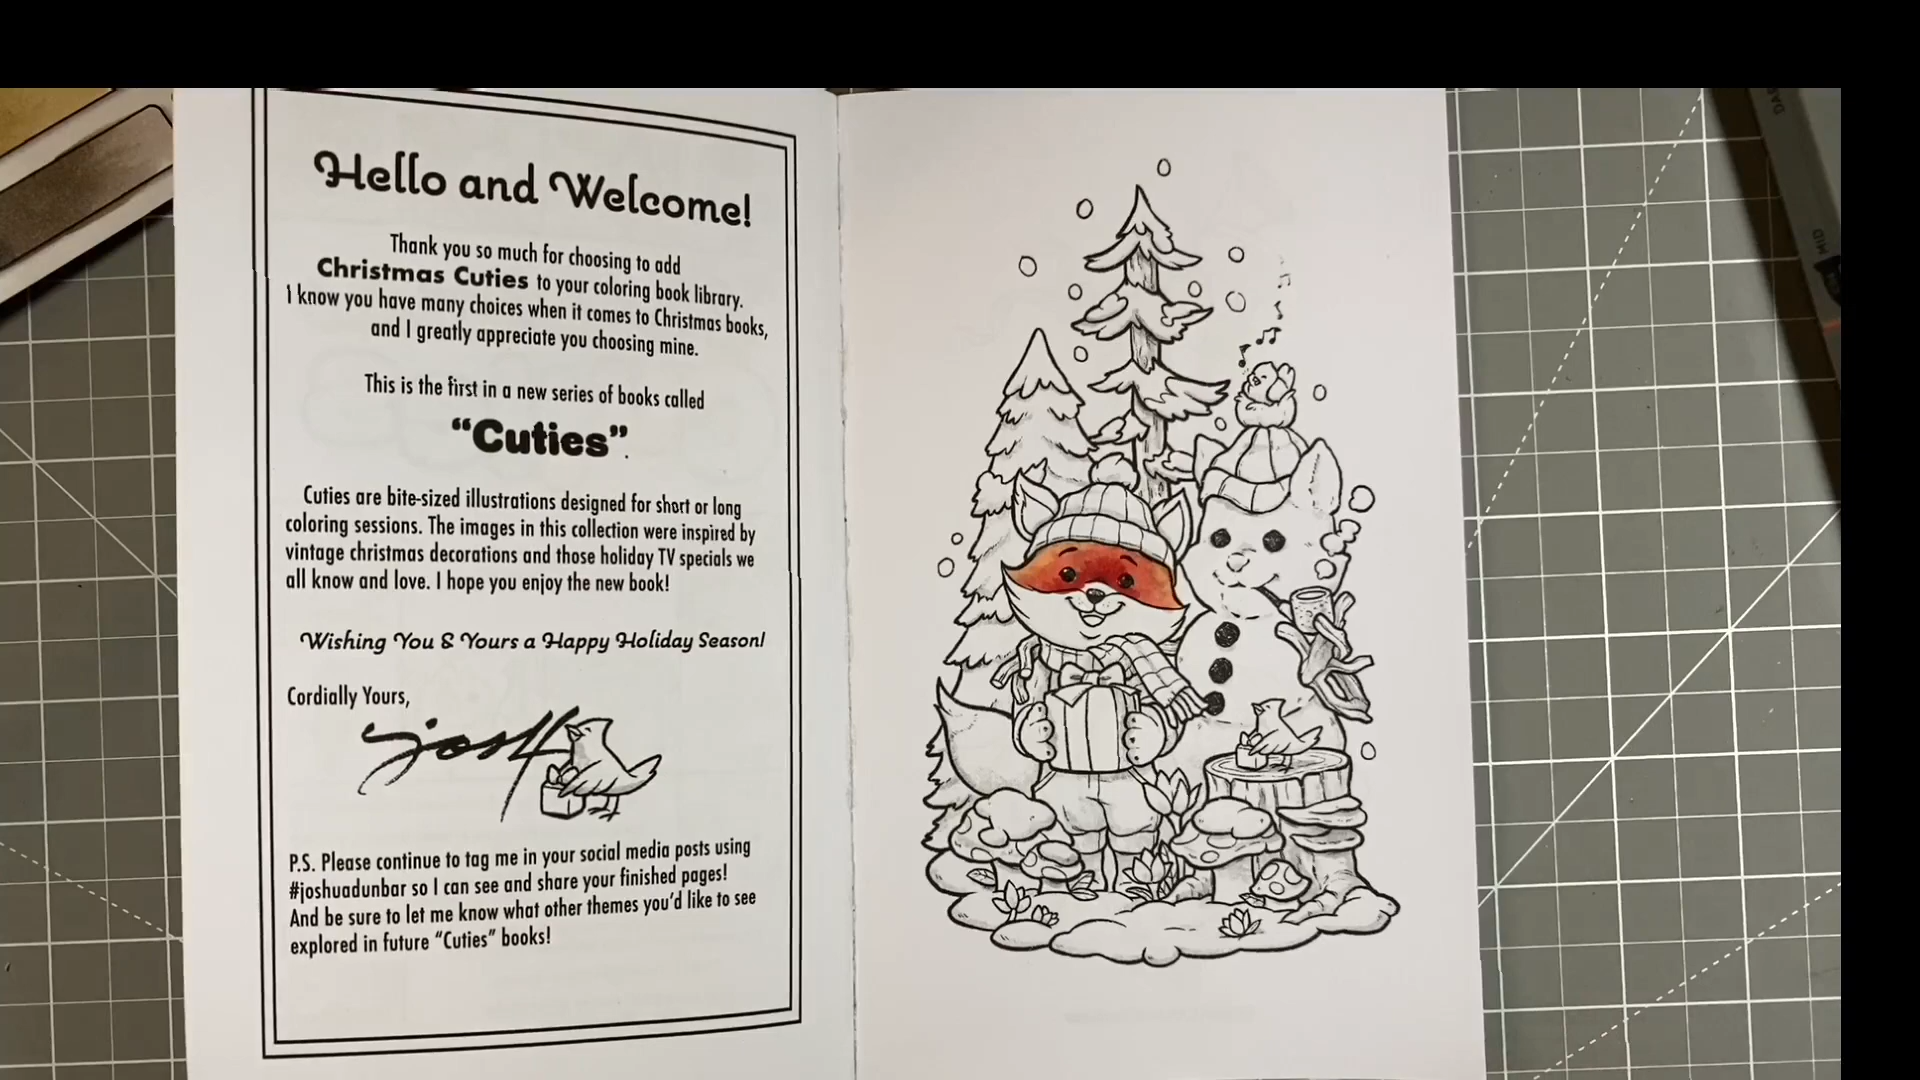 Hello and Welcome!
Thank you so much for choosing to add
Christmas Cuties to your coloring book library.
I know you have many choices when it comes to Christmas books,
and I greatly appreciate you choosing mine.
This is the first in a new series of books called
“Cuties”.
Cuties are bite-sized illustrations designed for short or long
coloring sessions. The images in this collection were inspired by
vintage christmas decorations and those holiday TV specials we
all know and love. I hope you enjoy the new book!
Wishing You & Yours a Happy Holiday Season!
Cordially Yours,
josh
P.S. Please continue to tag me in your social media posts using
#joshuadunbar so I can see and share your finished pages!
And be sure to let me know what other themes you’d like to see
explored in future “Cuties” books!
MID